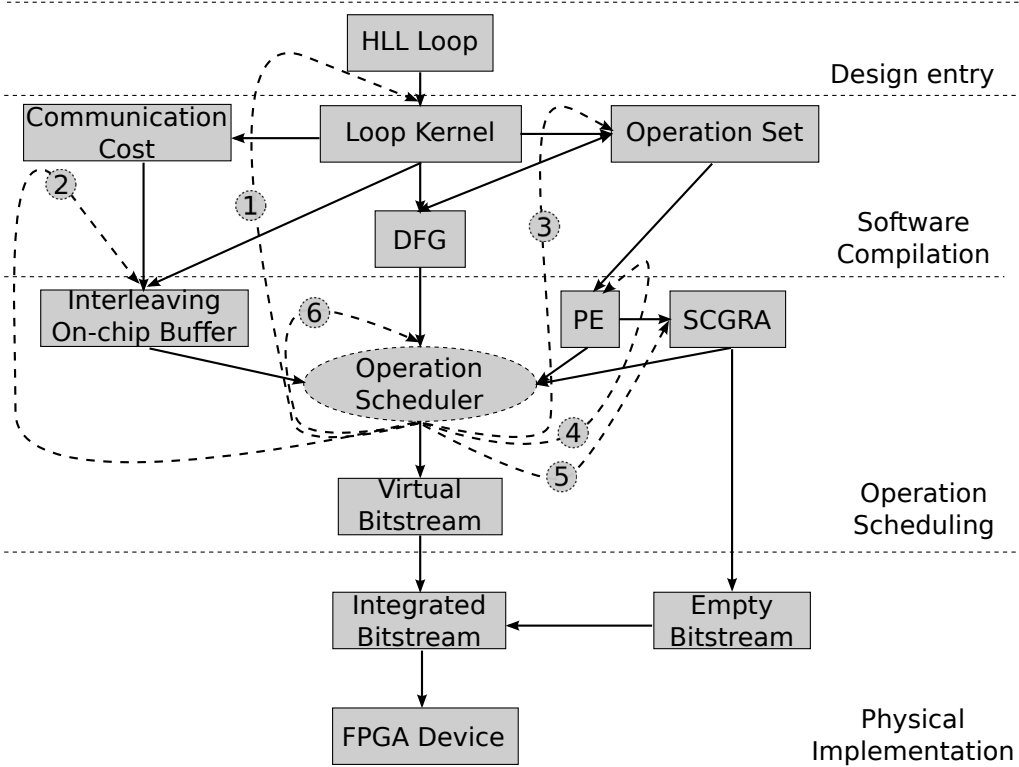 HLL Loop
Design entry
Communication
Cost
Loop Kernel
Operation Set
2
1
3
DFG
Software
Compilation
Interleaving
On-chip Buffer
6
PE
SCGRA
Operation
Scheduler
4
5
Virtual
Bitstream
Operation
Scheduling
Integrated
Bitstream
Empty
Bitstream
FPGA Device
Physical
Implementation